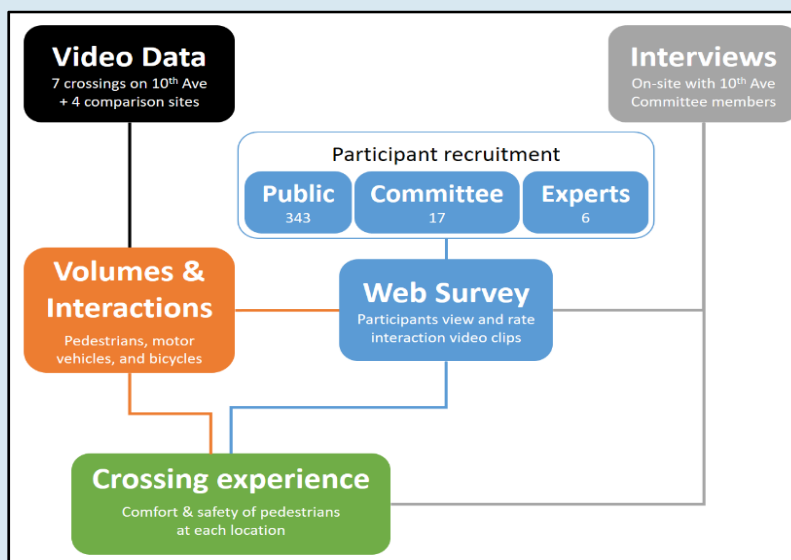 Video Data
7 crossings on 10th Ave
+ 4 comparison sites
Interviews
On-site with 10th Ave
Committee members
Participant recruitment
Public
343
Committee
17
Experts
6
Volumes &
Interactions
Pedestrians, motor
vehicles, and bicycles
Web Survey
Participants view and rate
interaction video clips
Crossing experience
Comfort & safety of pedestrians
at each location